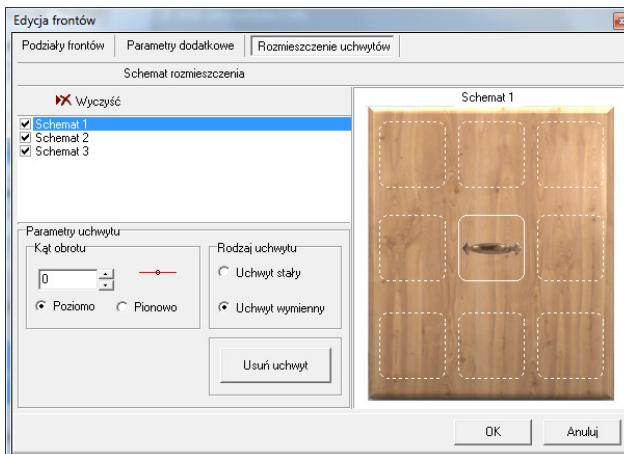 Edycja frontów
Podziały frontów
Parametry dodatkowe
Rozmieszczenie uchwytów
Schemat rozmieszczenia
Wyczyść
Schemat 1
Schemat 2
Schemat 3
Schemat 1
Parametry uchwytu
Kąt obrotu
0
Poziomo
Pionowo
Rodzaj uchwytu
Uchwyt stały
Uchwyt wymienny
Usuń uchwyt
OK
Anuluj